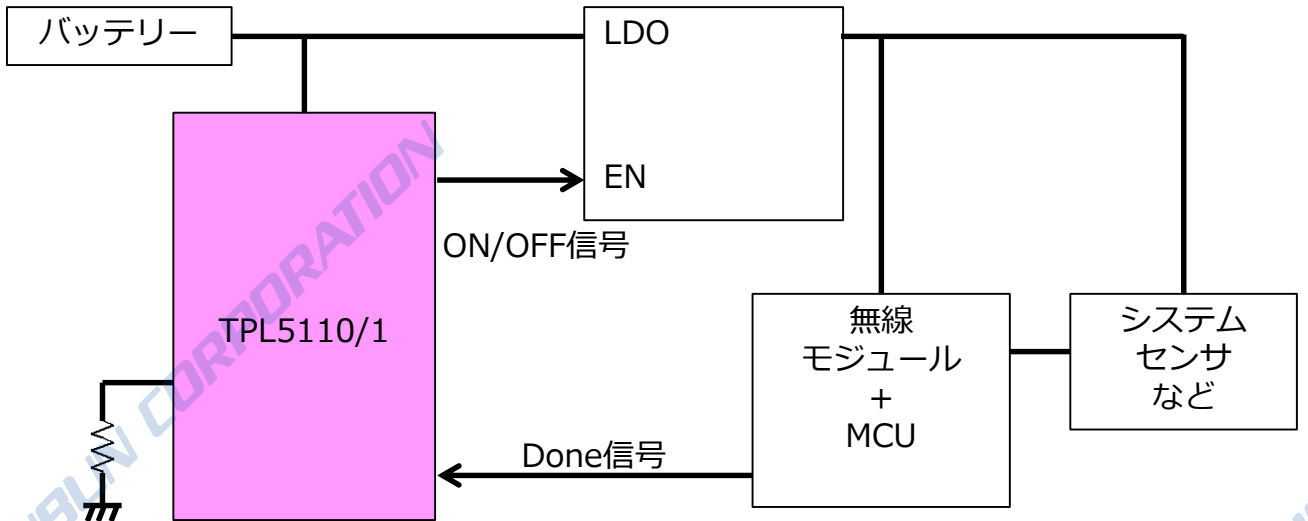 バッテリー
LDO
EN
ON/OFF信号
TPL5110/1
無線
モジュール
+
MCU
システム
センサ
など
Done信号
BUN CORPORATION